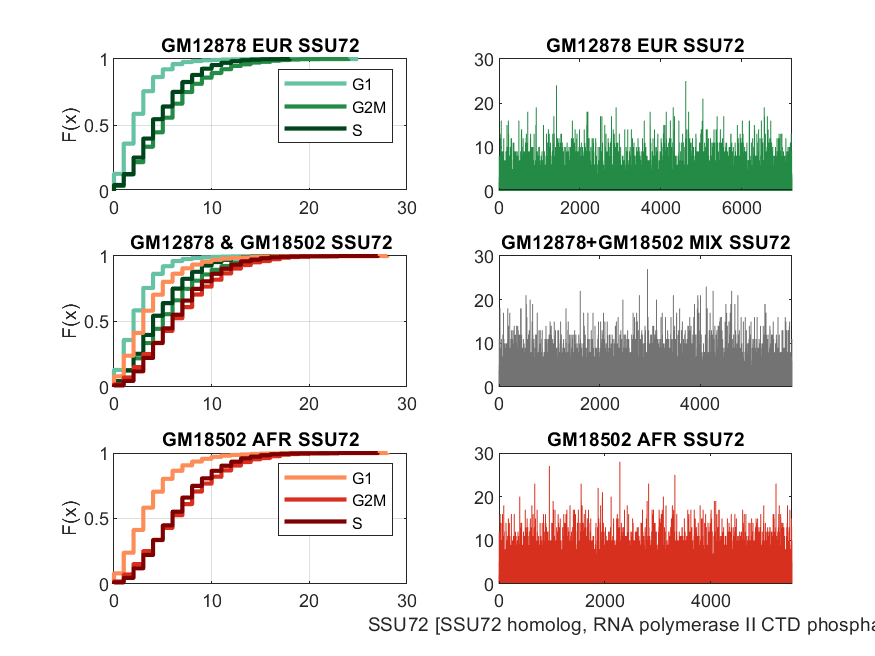 GM12878 EUR SSU72
1
0.5
0
F(x)
0 10 20 30
G1
G2M
S
GM12878 EUR SSU72
30
20
10
0
0 2000 4000 6000
GM12878 & GM18502 SSU72
1
0.5
0
F(x)
0 10 20 30
GM12878+GM18502 MIX SSU72
30
20
10
0
0 2000 4000
GM18502 AFR SSU72
1
0.5
0
F(x)
0 10 20 30
G1
G2M
S
GM18502 AFR SSU72
30
20
10
0
0 2000 4000
SSU72 [SSU72 homolog, RNA polymerase II CTD phospha